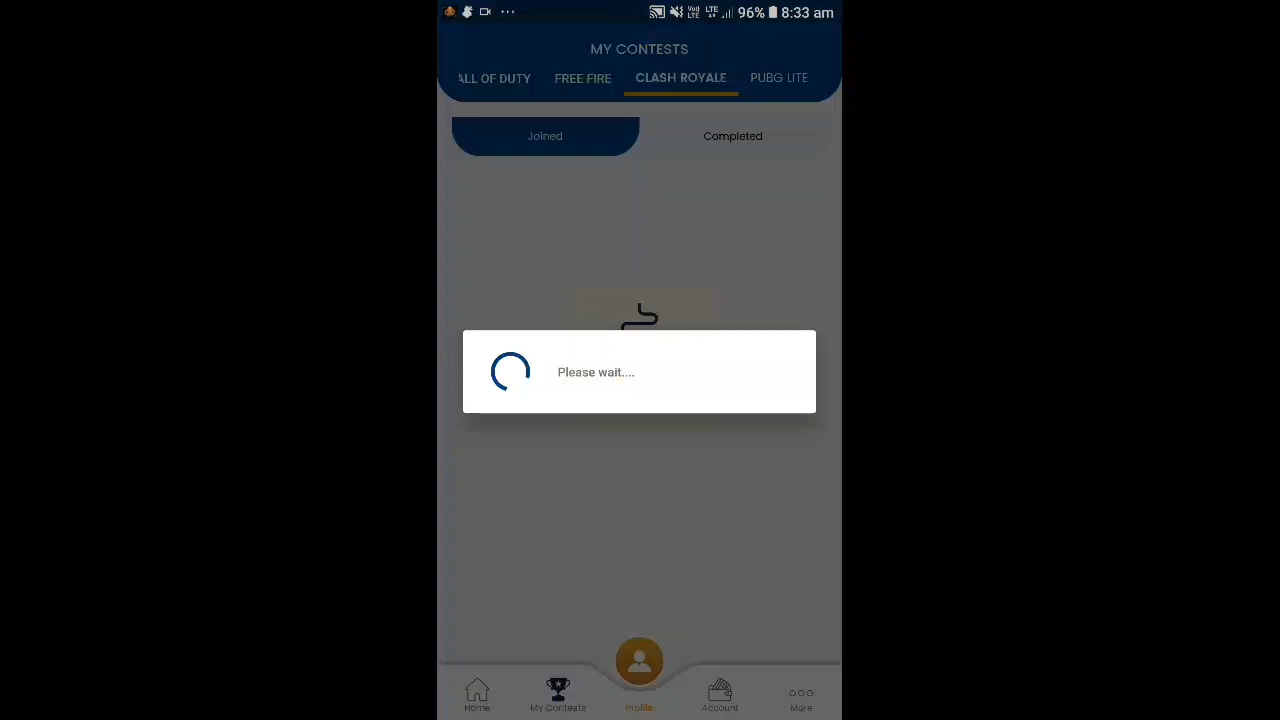 96% 8:33 am
MY CONTESTS
ALL OF DUTY FREE FIRE CLASH ROYALE PUBG LITE
Joined Completed
Please wait....
Home My Contests Profile Account More